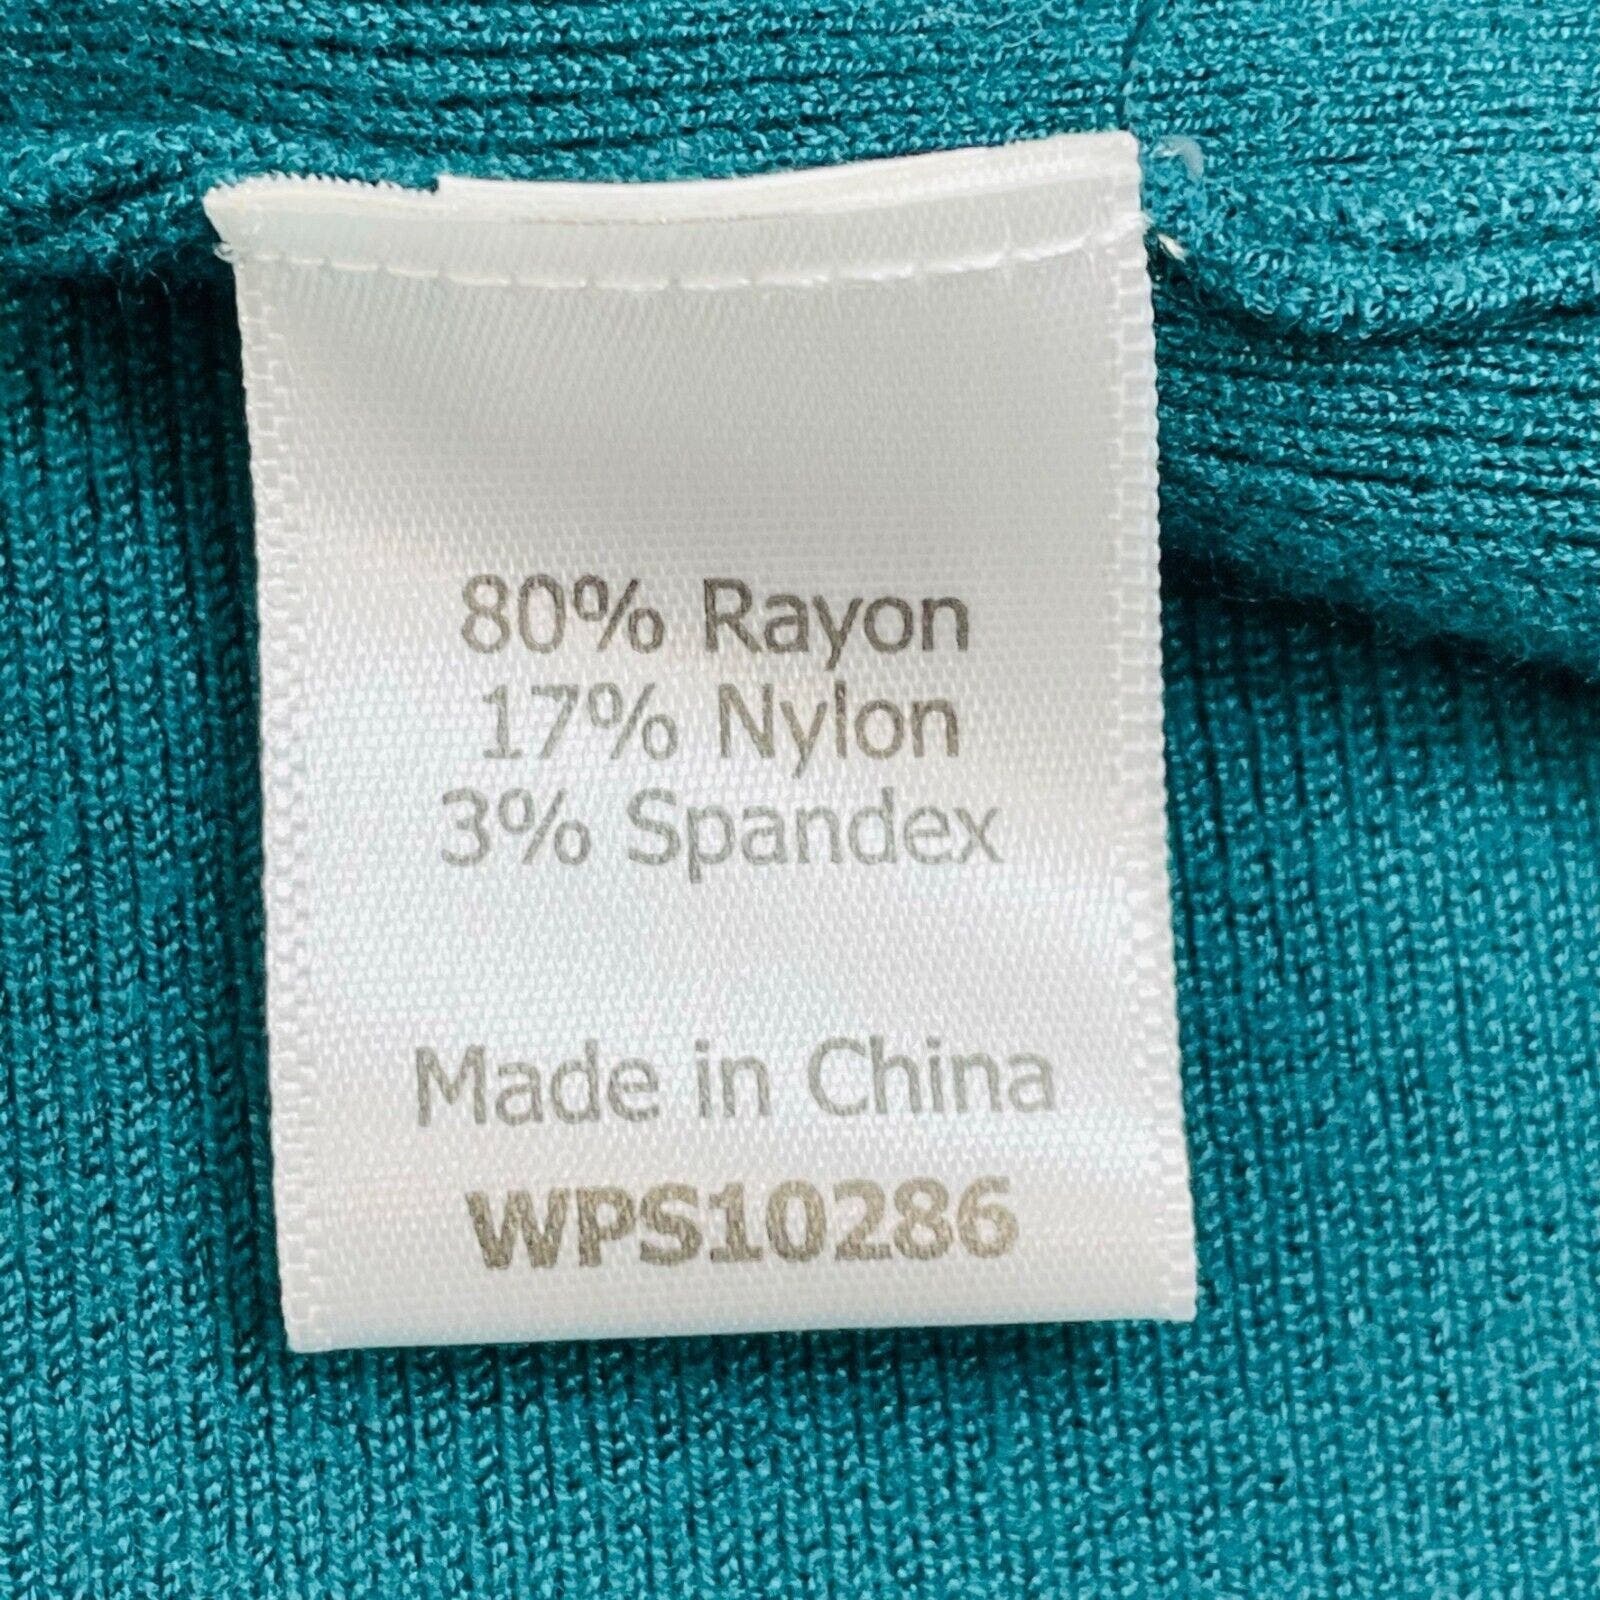 80% Rayon
17% Nylon
3% Spandex
Made in China
WPS10286